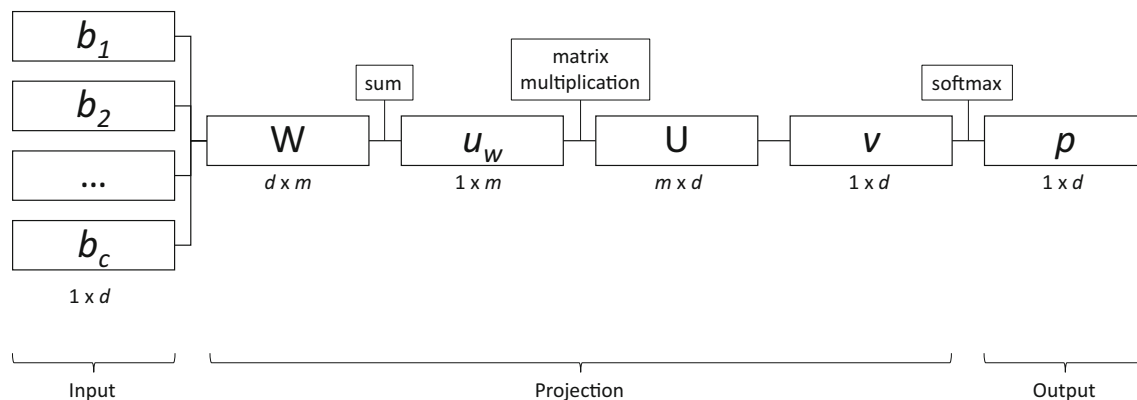 b1
b2
...
bc
1 x d
W
d x m
sum
uw
1 x m
matrix
multiplication
U
m x d
v
1 x d
softmax
p
1 x d
Input
Projection
Output